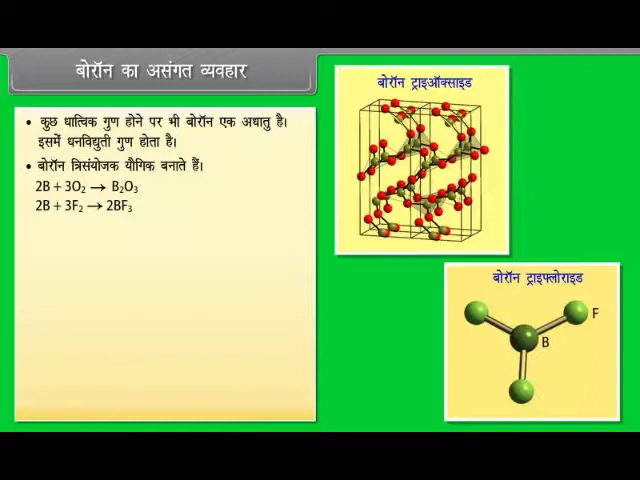 बोरॉन का असंगत व्यवहार
• कुछ धात्विक गुण होने पर भी बोरॉन एक अधातु है।
इसमें धनविद्युती गुण होता है।
• बोरॉन त्रिसंयोजक यौगिक बनाते हैं।
2B + 3O₂ → B₂O₃
2B + 3F₂ → 2BF₃
बोरॉन ट्राइऑक्साइड
बोरॉन ट्राइफ्लोराइड
F
B